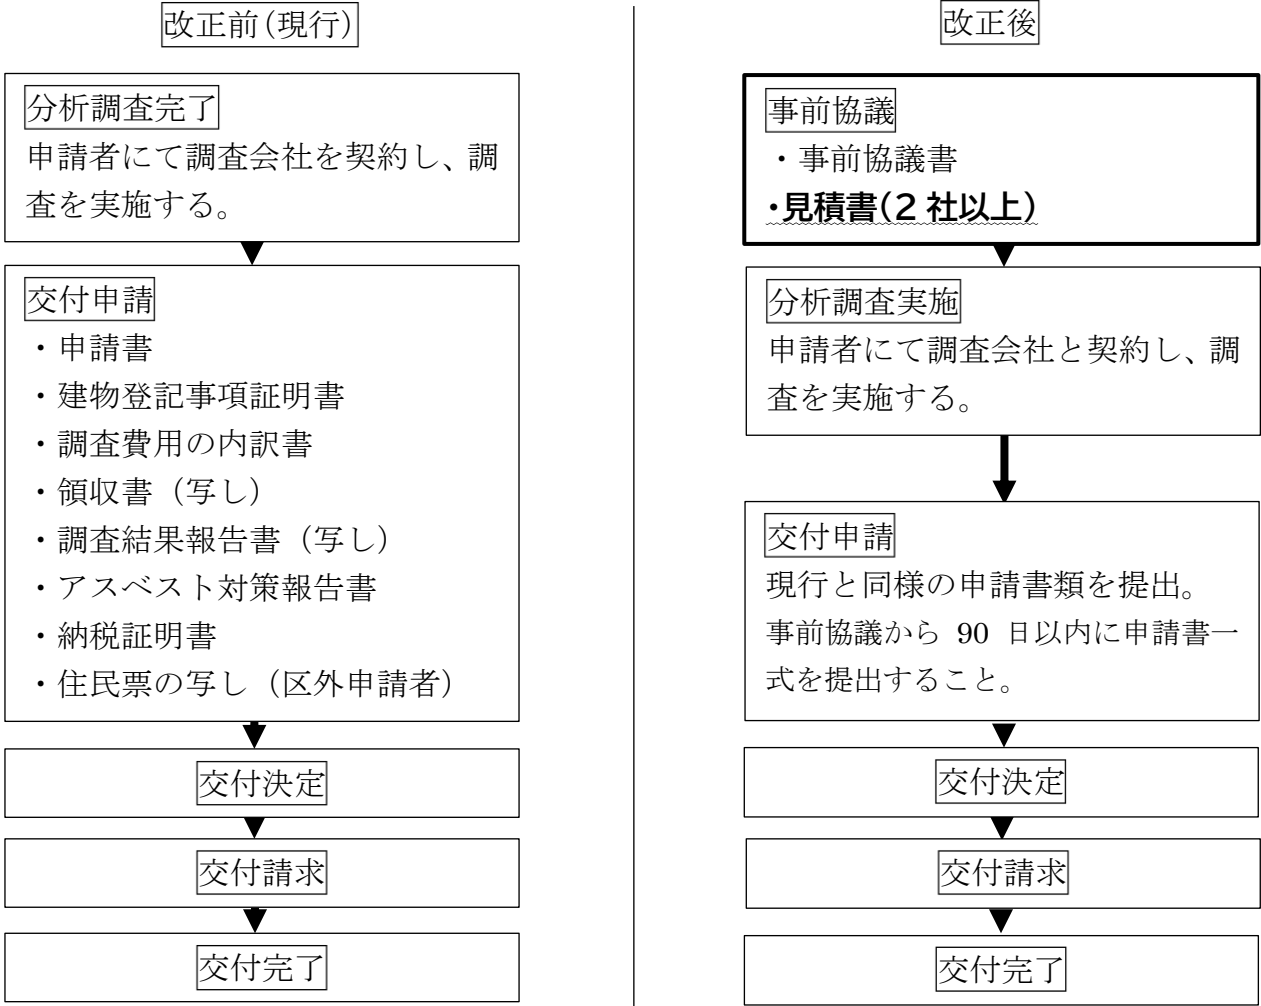 改正前（現行）
分析調査完了
申請者にて調査会社を契約し、調
査を実施する。
交付申請
・申請書
・建物登記事項証明書
・調査費用の内訳書
・領収書（写し）
・調査結果報告書（写し）
・アスベスト対策報告書
・納税証明書
・住民票の写し（区外申請者）
交付決定
交付請求
交付完了
改正後
事前協議
・事前協議書
・見積書（2 社以上）
分析調査実施
申請者にて調査会社と契約し、調
査を実施する。
交付申請
現行と同様の申請書類を提出。
事前協議から 90 日以内に申請書一
式を提出すること。
交付決定
交付請求
交付完了